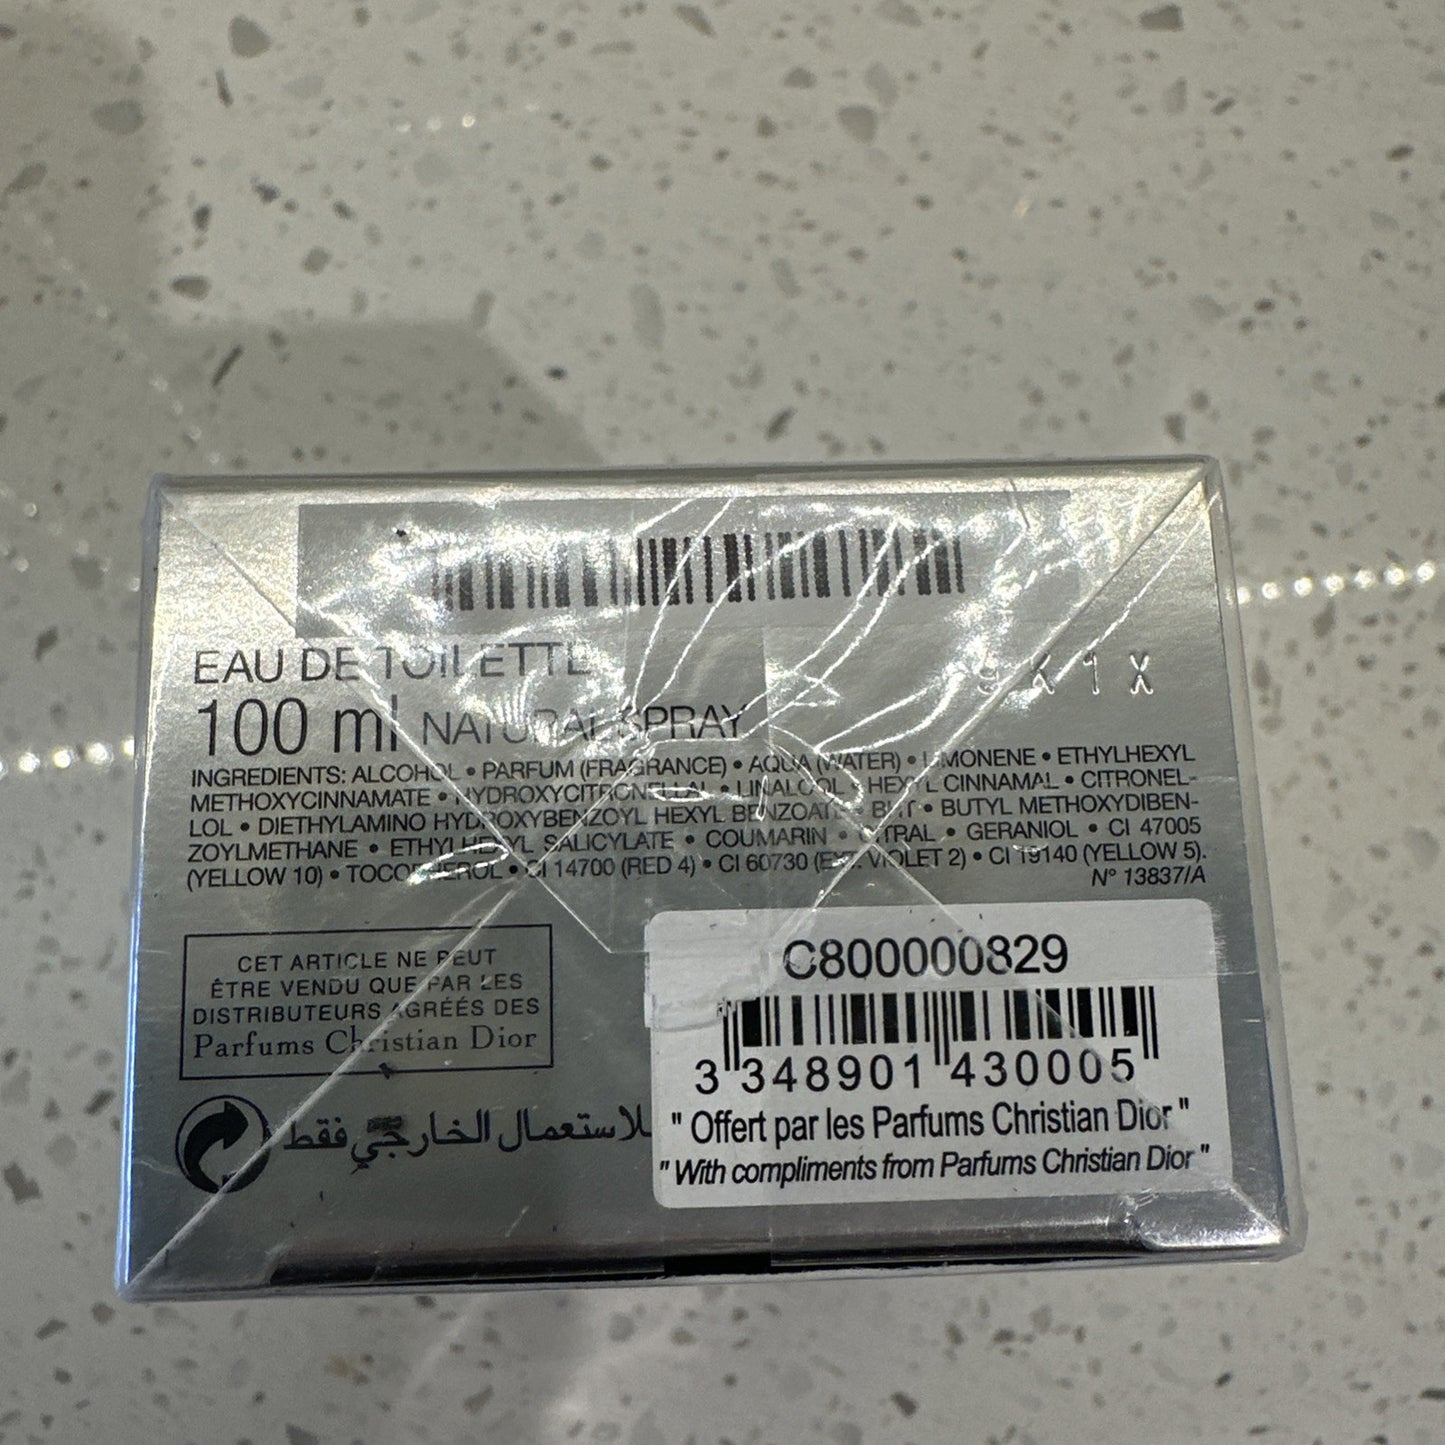 EAU DE TOILETTE
9K1X
100 ml NATURAL SPRAY
INGREDIENTS: ALCOHOL • PARFUM (FRAGRANCE) • AQUA (WATER) • LIMONENE • ETHYLHEXYL
METHOXYCINNAMATE • HYDROXYCITRONELLAL • LINALOOL • HEXYL CINNAMAL • CITRONEL-
LOL • DIETHYLAMINO HYDROXYBENZOYL HEXYL BENZOATE • BHT • BUTYL METHOXYDIBEN-
ZOYLMETHANE • ETHYLHEXYL SALICYLATE • COUMARIN • CITRAL • GERANIOL • CI 47005
(YELLOW 10) • TOCOPHEROL • CI 14700 (RED 4) • CI 60730 (EXT. VIOLET 2) • CI 19140 (YELLOW 5).
N° 13837/A
CET ARTICLE NE PEUT
ÊTRE VENDU QUE PAR LES
DISTRIBUTEURS AGRÉÉS DES
Parfums Christian Dior
للاستعمال الخارجي فقط
C800000829
3 348901 430005
" Offert par les Parfums Christian Dior "
" With compliments from Parfums Christian Dior "